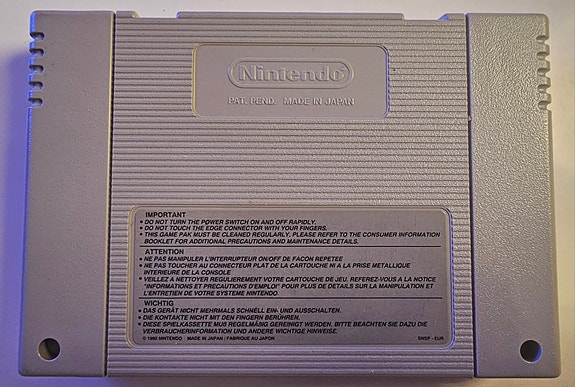 Nintendo
PAT. PEND. MADE IN JAPAN
IMPORTANT
• DO NOT TURN THE POWER SWITCH ON AND OFF RAPIDLY.
• DO NOT TOUCH THE EDGE CONNECTOR WITH YOUR FINGERS.
• THIS GAME PAK MUST BE CLEANED REGULARLY. PLEASE REFER TO THE CONSUMER INFORMATION
BOOKLET FOR ADDITIONAL PRECAUTIONS AND MAINTENANCE DETAILS.
ATTENTION
• NE PAS MANIPULER L'INTERRUPTEUR ON/OFF DE FACON REPETEE
• NE PAS TOUCHER AU CONNECTEUR PLAT DE LA CARTOUCHE NI A LA PRISE METALLIQUE
INTERIEURE DE LA CONSOLE
• VEILLEZ A NETTOYER REGULIEREMENT VOTRE CARTOUCHE DE JEU. REFEREZ-VOUS A LA NOTICE
"INFORMATIONS ET PRECAUTIONS D'EMPLOI" POUR PLUS DE DETAILS SUR LA MANIPULATION ET
L'ENTRETIEN DE VOTRE SYSTEME NINTENDO.
WICHTIG
• DAS GERÄT NICHT MEHRMALS SCHNELL EIN- UND AUSSCHALTEN.
• DIE KONTAKTE NICHT MIT DEN FINGERN BERÜHREN.
• DIESE SPIELKASSETTE MUß REGELMÄßIG GEREINIGT WERDEN. BITTE BEACHTEN SIE DAZU DIE
VERBRAUCHERINFORMATION UND ANDERE WICHTIGE HINWEISE.
© 1992 NINTENDO MADE IN JAPAN / FABRIQUÉ AU JAPON SNSP - EUR